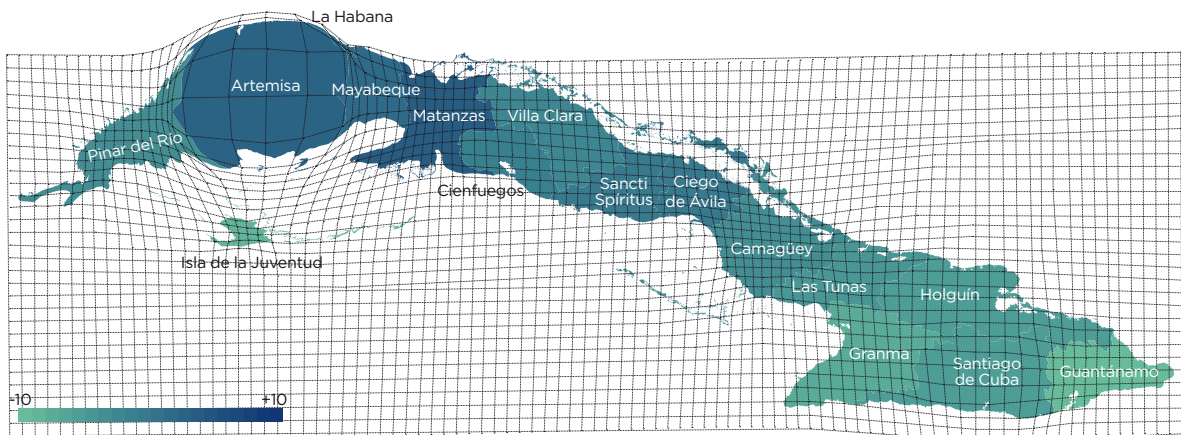 La Habana
Artemisa
Mayabeque
Matanzas
Villa Clara
Pinar del Río
Cienfuegos
Sancti
Spíritus
Ciego
de Ávila
Isla de la Juventud
Camagüey
Las Tunas
Holguín
Granma
Santiago
de Cuba
Guantánamo
-10
+10